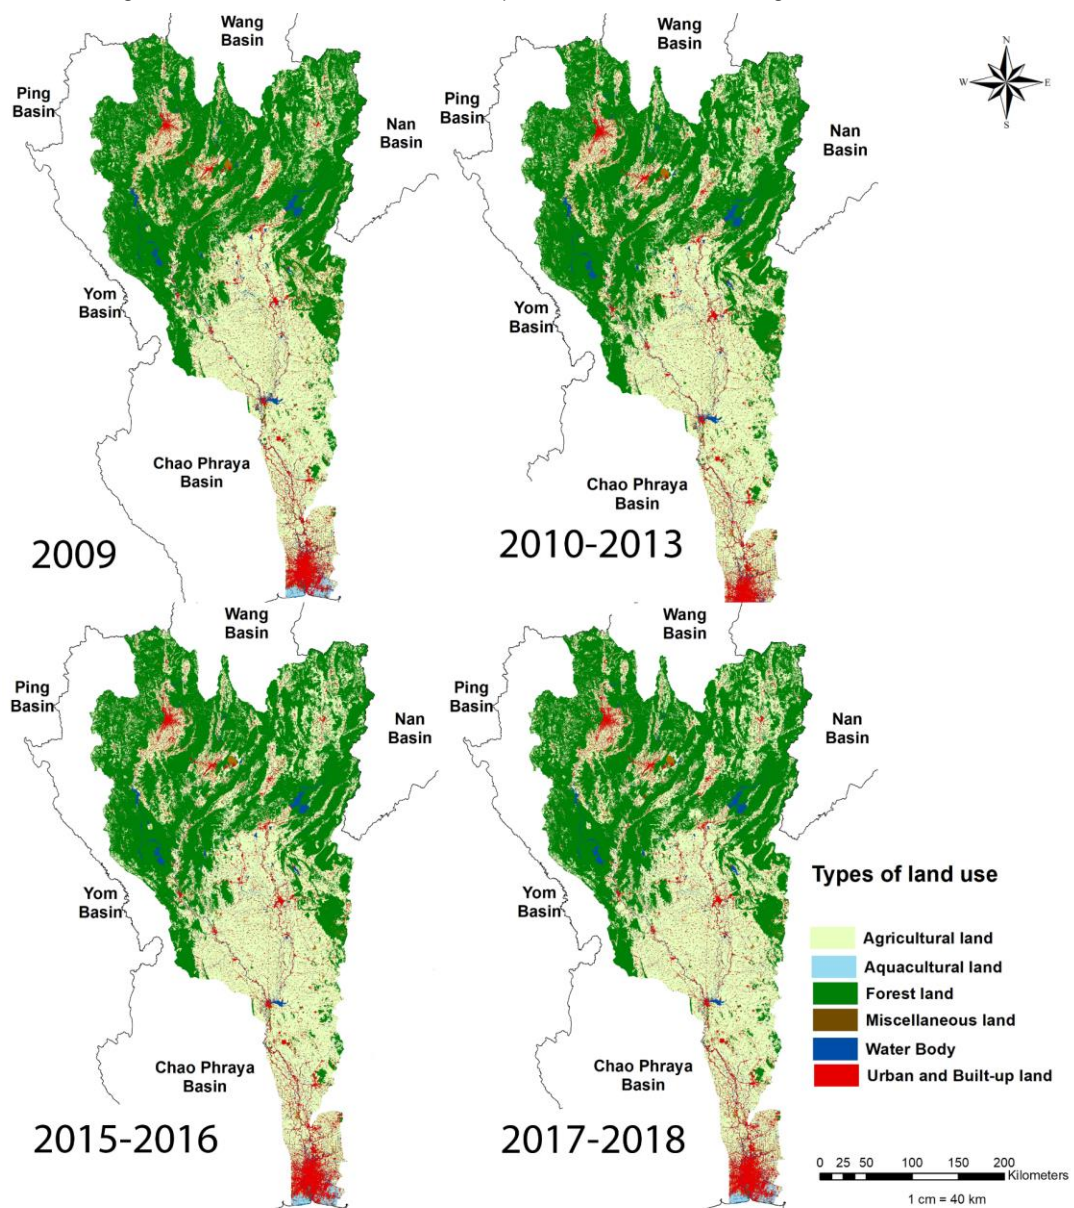 Wang
Basin
Ping
Basin
Nan
Basin
Yom
Basin
Chao Phraya
Basin
2009
Wang
Basin
Ping
Basin
Nan
Basin
Yom
Basin
Chao Phraya
Basin
2010-2013
N
W
E
S
Wang
Basin
Ping
Basin
Nan
Basin
Yom
Basin
Chao Phraya
Basin
2015-2016
Wang
Basin
Ping
Basin
Nan
Basin
Yom
Basin
Chao Phraya
Basin
2017-2018
Types of land use
Agricultural land
Aquacultural land
Forest land
Miscellaneous land
Water Body
Urban and Built-up land
0 25 50 100 150 200
Kilometers
1 cm = 40 km